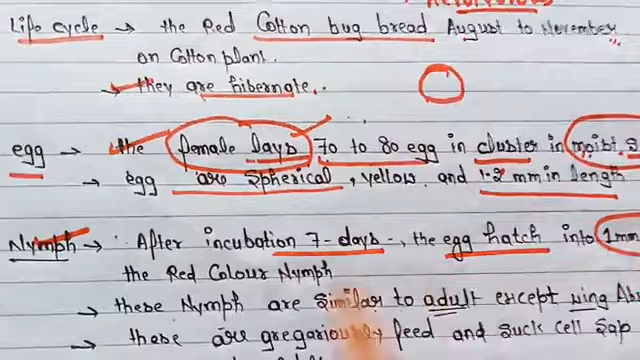 Life cycle → the Red Cotton bug bread August to November
on Cotton plant.
→ they are hibernate.
egg → the female lays 70 to 80 egg in cluster in moist
→ egg are Spherical, yellow and 1-2 mm in length
Nymph → After incubation 7-days -, the egg hatch into 1mm
the Red Colour Nymph
→ these Nymph are Similar to adult except wing
→ these are gregariously feed and suck cell sap